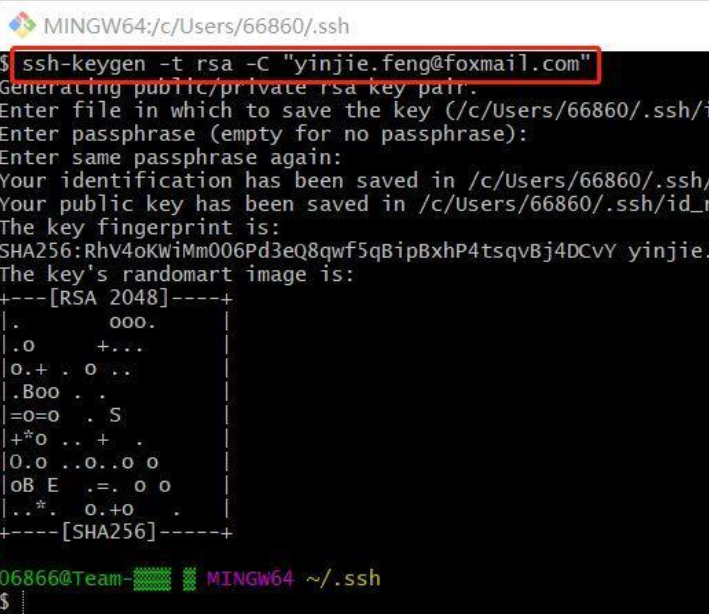 MINGW64:/c/Users/66860/.ssh
$ ssh-keygen -t rsa -C "yinjie.feng@foxmail.com"
Generating public/private rsa key pair.
Enter file in which to save the key (/c/Users/66860/.ssh/i
Enter passphrase (empty for no passphrase):
Enter same passphrase again:
Your identification has been saved in /c/Users/66860/.ssh/
Your public key has been saved in /c/Users/66860/.ssh/id_r
The key fingerprint is:
SHA256:RhV4oKWiMmO06Pd3eQ8qwf5qBipBxhP4tsqvBj4DCvY yinjie.
The key's randomart image is:
+---[RSA 2048]----+
|.       ooo.     |
|.o     +...      |
|o.+ . o ..       |
|.Boo . .         |
|=o=o  . S        |
|+*o .. +  .      |
|O.o ..o..o o     |
|oB E  .=. o o    |
|..*.  o.+o   .   |
+----[SHA256]-----+
06866@Team- MINGW64 ~/.ssh
$